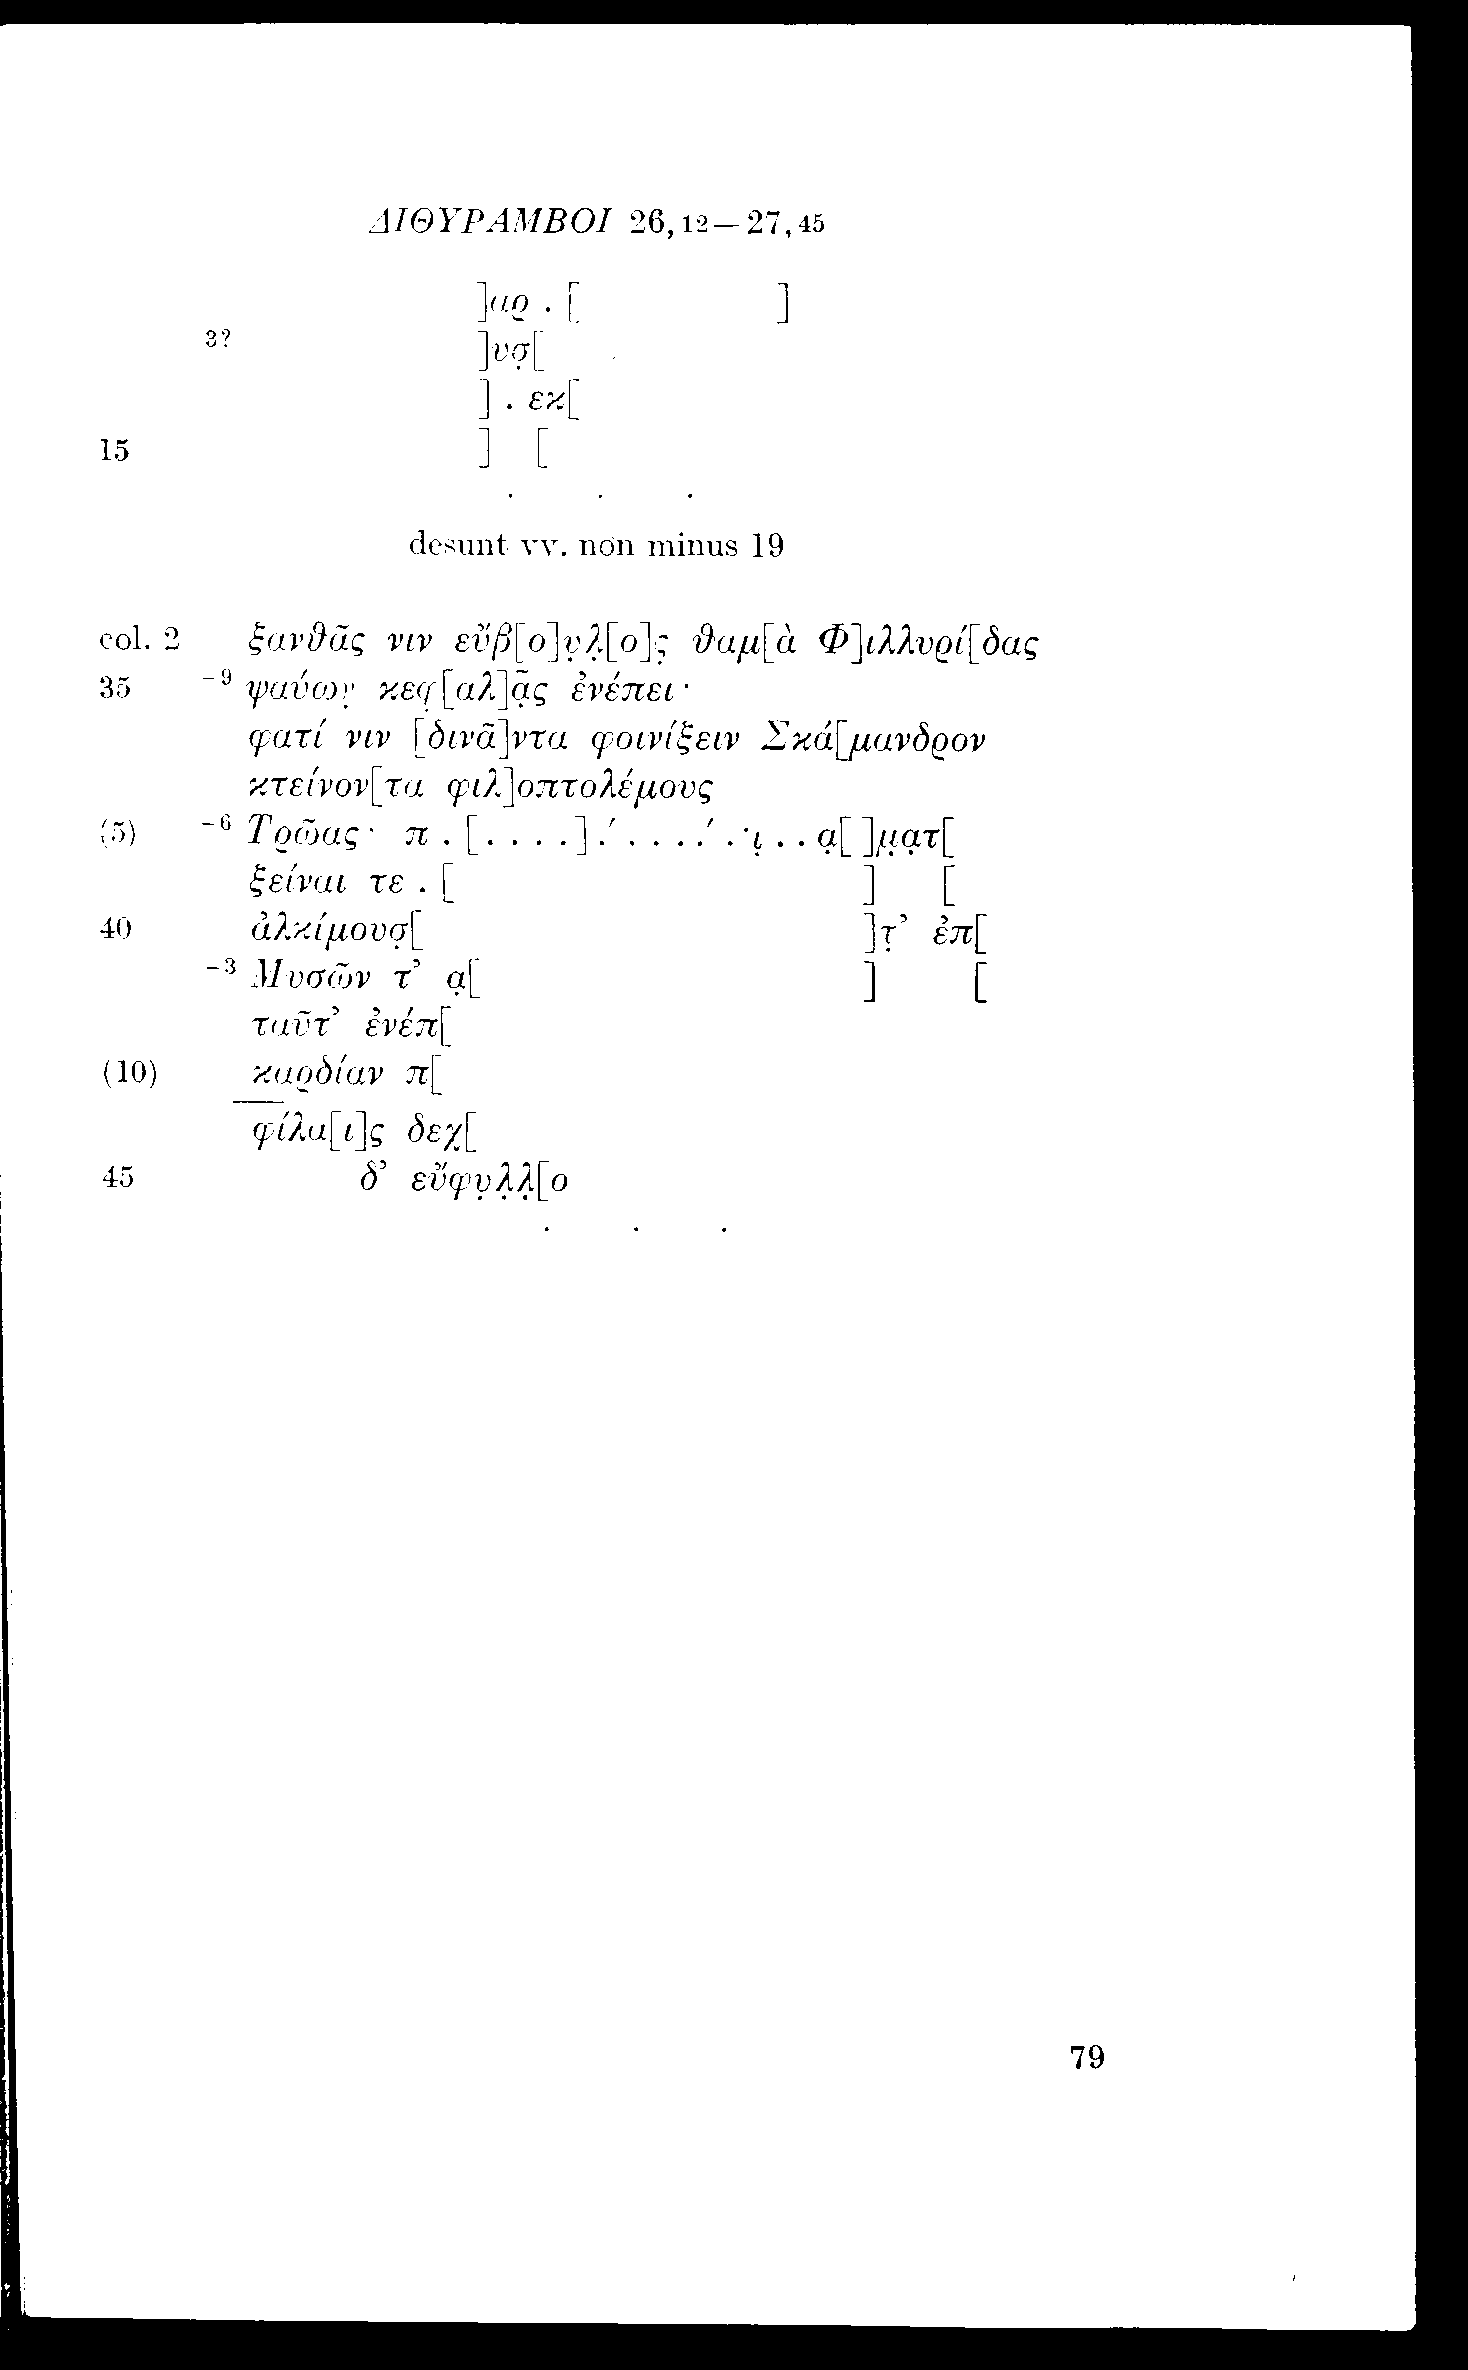 ΔΙΘΥΡΑΜΒΟΙ 26, 12 — 27, 45
]αρ . [ ]
3? ]υσ̣[
] . εκ[
15 ] [
. . .
desunt vv. non minus 19
col. 2 ξανθᾶς νιν εὔβ[ο]υ̣λ̣[ο]ς̣ θαμ[ὰ Φ]ιλλυρί[δας
35 -9 ψαύων̣ κεφ̣[αλ]ᾶ̣ς ἐνέπει·
φατί νιν [δινᾶ]ντα φοινίξειν Σκά[μανδρον
κτείνον[τα φιλ]οπτολέμους
(5) -6 Τρῶας· π . [. . . .] .́ . . . .́ . ·ι̣ . . α̣[ ]μ̣α̣τ[
ξείναι τε . [ ] [
40 ἀλκίμουσ̣[ ]τ̣’ ἐπ[
-3 Μυσῶν τ’ α̣[ ] [
ταῦτ’ ἐνέπ[
(10) καρδίαν π[
φίλα[ι]ς δεχ[
45 δ’ εὔφυ̣λ̣λ̣[ο
. . .
79